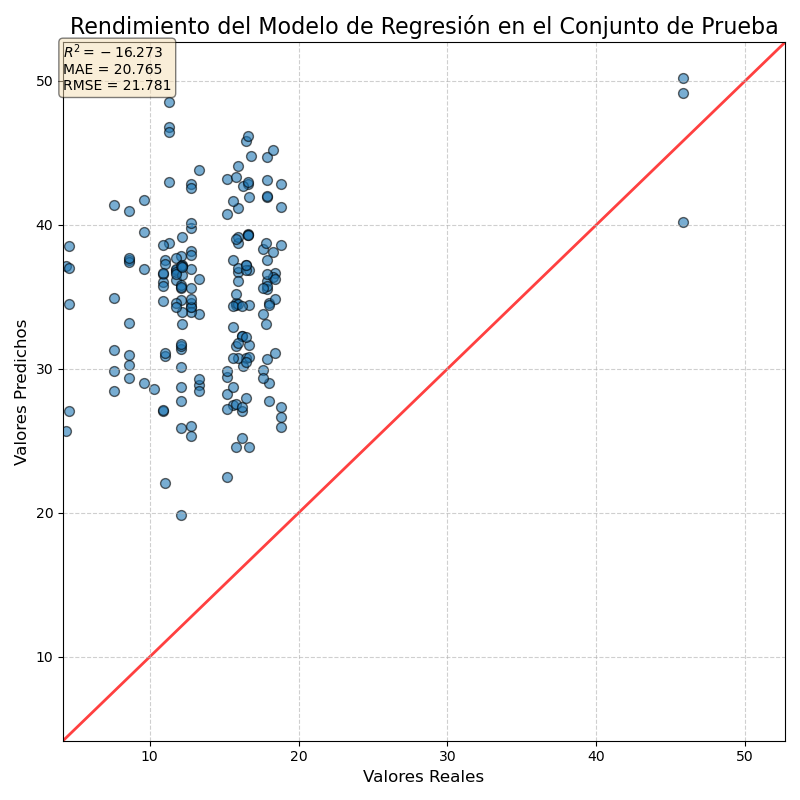 Rendimiento del Modelo de Regresión en el Conjunto de Prueba
R² = −16.273
MAE = 20.765
RMSE = 21.781
50
40
30
20
10
Valores Predichos
10 20 30 40 50
Valores Reales